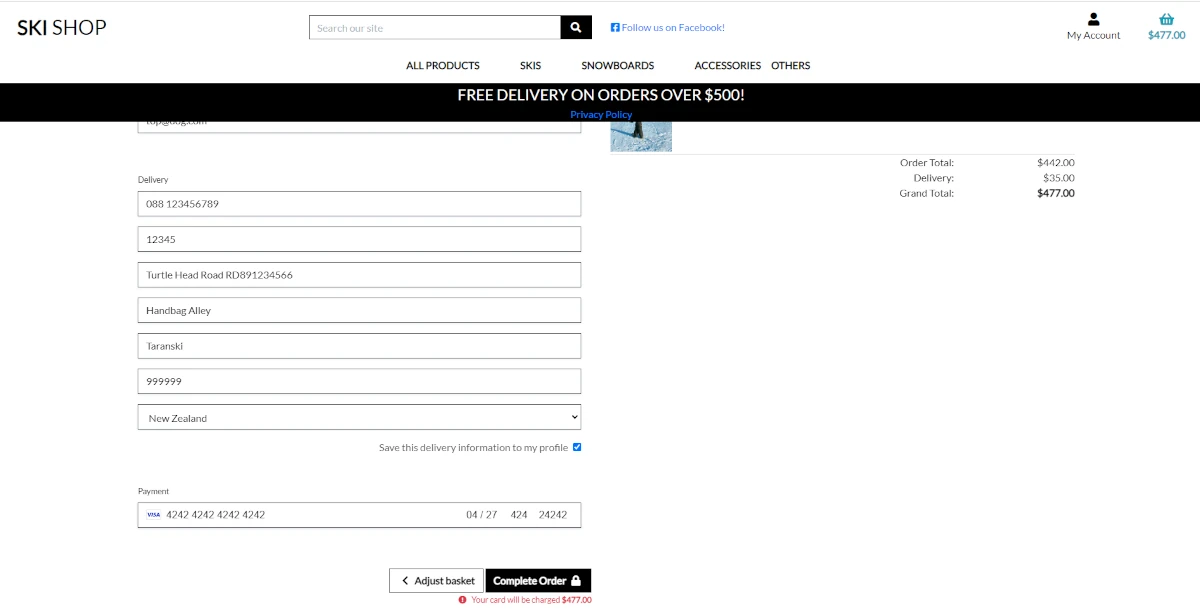 SKI SHOP
Search our site
Follow us on Facebook!
My Account
$477.00
ALL PRODUCTS SKIS SNOWBOARDS ACCESSORIES OTHERS
FREE DELIVERY ON ORDERS OVER $500!
Privacy Policy
Order Total: $442.00
Delivery: $35.00
Grand Total: $477.00
Delivery
088 123456789
12345
Turtle Head Road RD891234566
Handbag Alley
Taranski
999999
New Zealand
Save this delivery information to my profile
Payment
VISA 4242 4242 4242 4242 04 / 27 424 24242
Adjust basket Complete Order
Your card will be charged $477.00